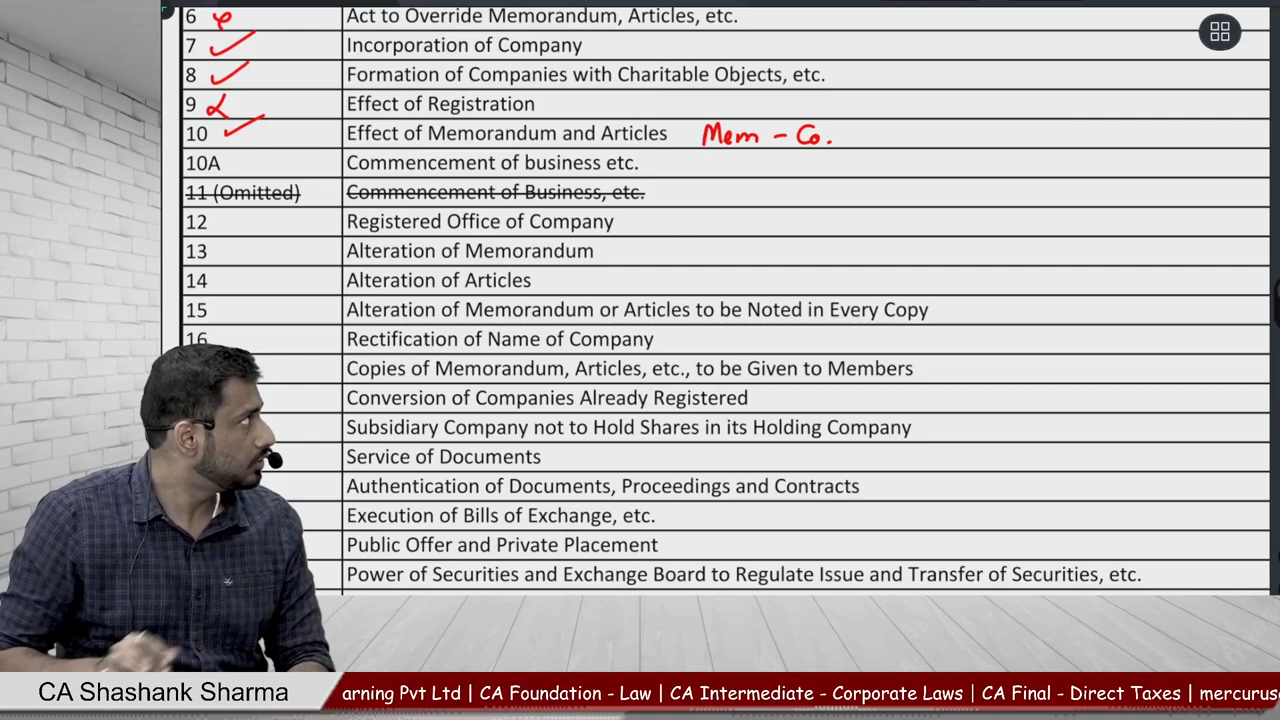 6 Act to Override Memorandum, Articles, etc.
7 Incorporation of Company
8 Formation of Companies with Charitable Objects, etc.
9 Effect of Registration
10 Effect of Memorandum and Articles Mem - Co.
10A Commencement of business etc.
11 (Omitted) Commencement of Business, etc.
12 Registered Office of Company
13 Alteration of Memorandum
14 Alteration of Articles
15 Alteration of Memorandum or Articles to be Noted in Every Copy
16 Rectification of Name of Company
Copies of Memorandum, Articles, etc., to be Given to Members
Conversion of Companies Already Registered
Subsidiary Company not to Hold Shares in its Holding Company
Service of Documents
Authentication of Documents, Proceedings and Contracts
Execution of Bills of Exchange, etc.
Public Offer and Private Placement
Power of Securities and Exchange Board to Regulate Issue and Transfer of Securities, etc.
CA Shashank Sharma arning Pvt Ltd | CA Foundation - Law | CA Intermediate - Corporate Laws | CA Final - Direct Taxes | mercurus